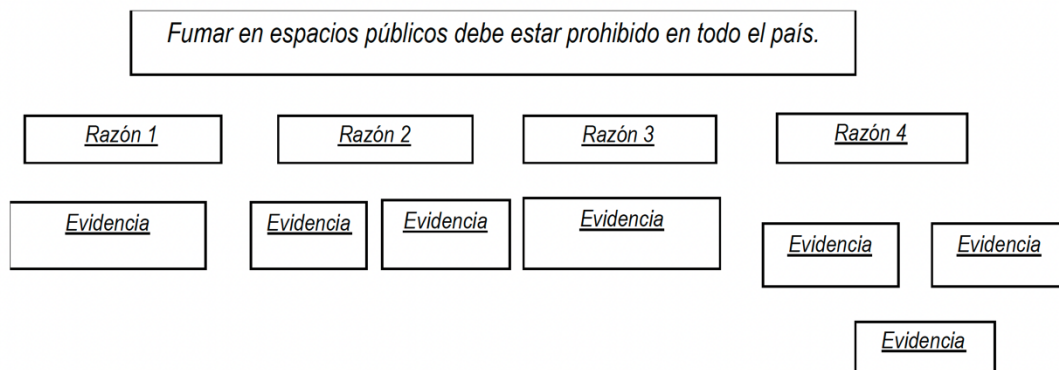 Fumar en espacios públicos debe estar prohibido en todo el país.
Razón 1
Razón 2
Razón 3
Razón 4
Evidencia
Evidencia
Evidencia
Evidencia
Evidencia
Evidencia
Evidencia